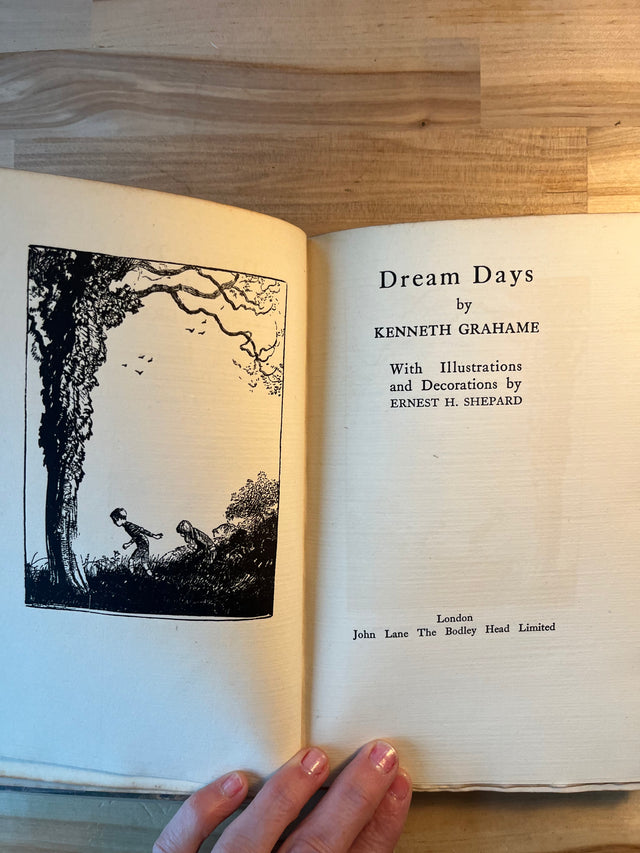 Dream Days
by
KENNETH GRAHAME
With Illustrations
and Decorations by
ERNEST H. SHEPARD
London
John Lane The Bodley Head Limited